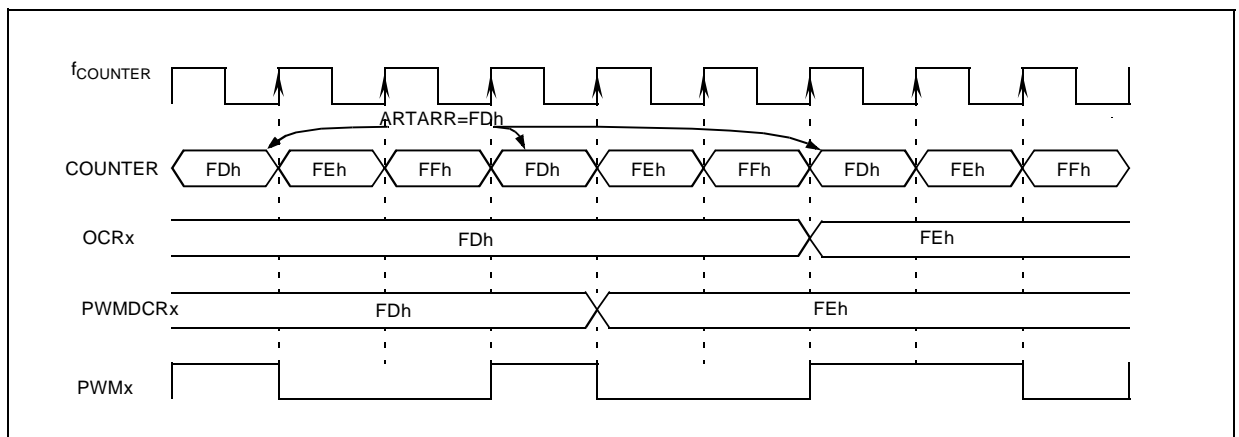 fCOUNTER
ARTARR=FDh
COUNTER FDh FEh FFh FDh FEh FFh FDh FEh FFh
OCRx FDh FEh
PWMDCRx FDh FEh
PWMx